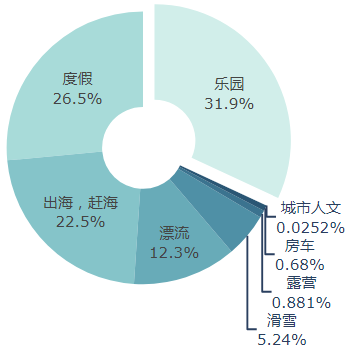 乐园
31.9%
度假
26.5%
出海，赶海
22.5%
漂流
12.3%
城市人文
0.0252%
房车
0.68%
露营
0.881%
滑雪
5.24%